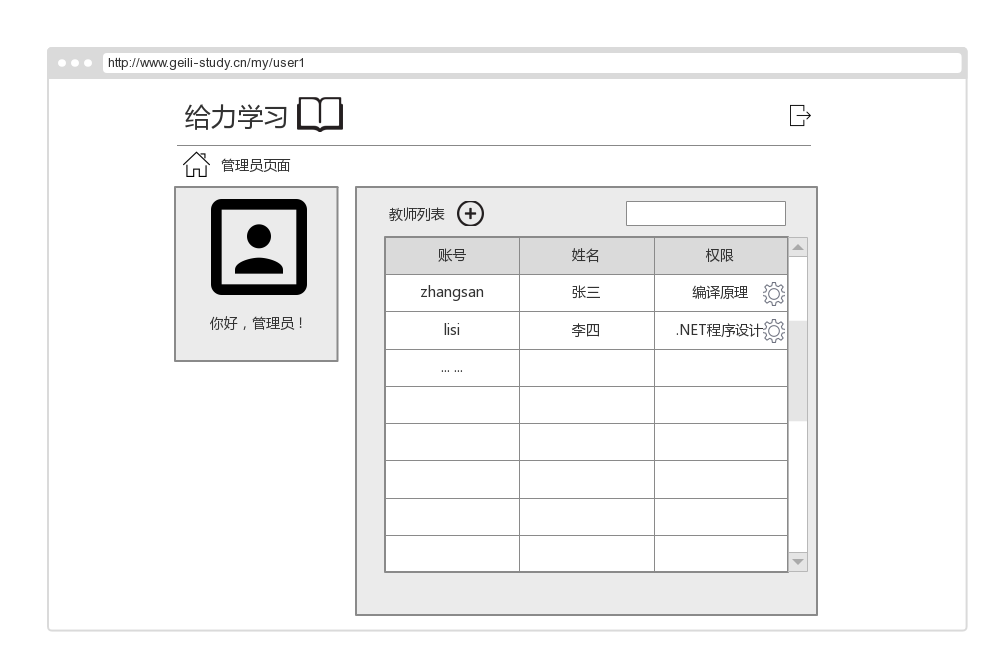 http://www.geili-study.cn/my/user1
给力学习
管理员页面
你好，管理员！
教师列表
账号 姓名 权限
zhangsan 张三 编译原理
lisi 李四 .NET程序设计
... ...